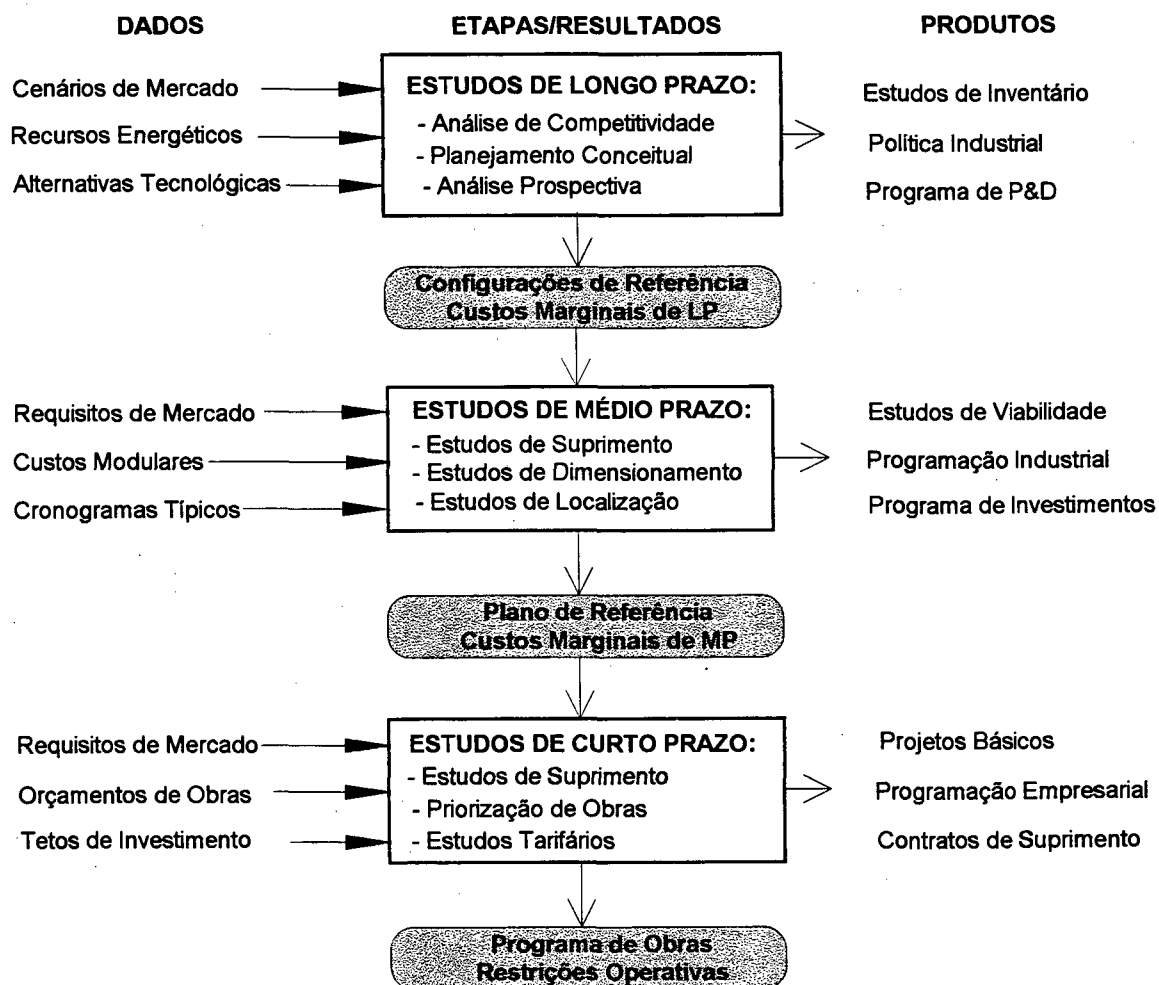 DADOS
ETAPAS/RESULTADOS
PRODUTOS
Cenários de Mercado
Recursos Energéticos
Alternativas Tecnológicas
ESTUDOS DE LONGO PRAZO:
- Análise de Competitividade
- Planejamento Conceitual
- Análise Prospectiva
Estudos de Inventário
Política Industrial
Programa de P&D
Configurações de Referência
Custos Marginais de LP
Requisitos de Mercado
Custos Modulares
Cronogramas Típicos
ESTUDOS DE MÉDIO PRAZO:
- Estudos de Suprimento
- Estudos de Dimensionamento
- Estudos de Localização
Estudos de Viabilidade
Programação Industrial
Programa de Investimentos
Plano de Referência
Custos Marginais de MP
Requisitos de Mercado
Orçamentos de Obras
Tetos de Investimento
ESTUDOS DE CURTO PRAZO:
- Estudos de Suprimento
- Priorização de Obras
- Estudos Tarifários
Projetos Básicos
Programação Empresarial
Contratos de Suprimento
Programa de Obras
Restrições Operativas